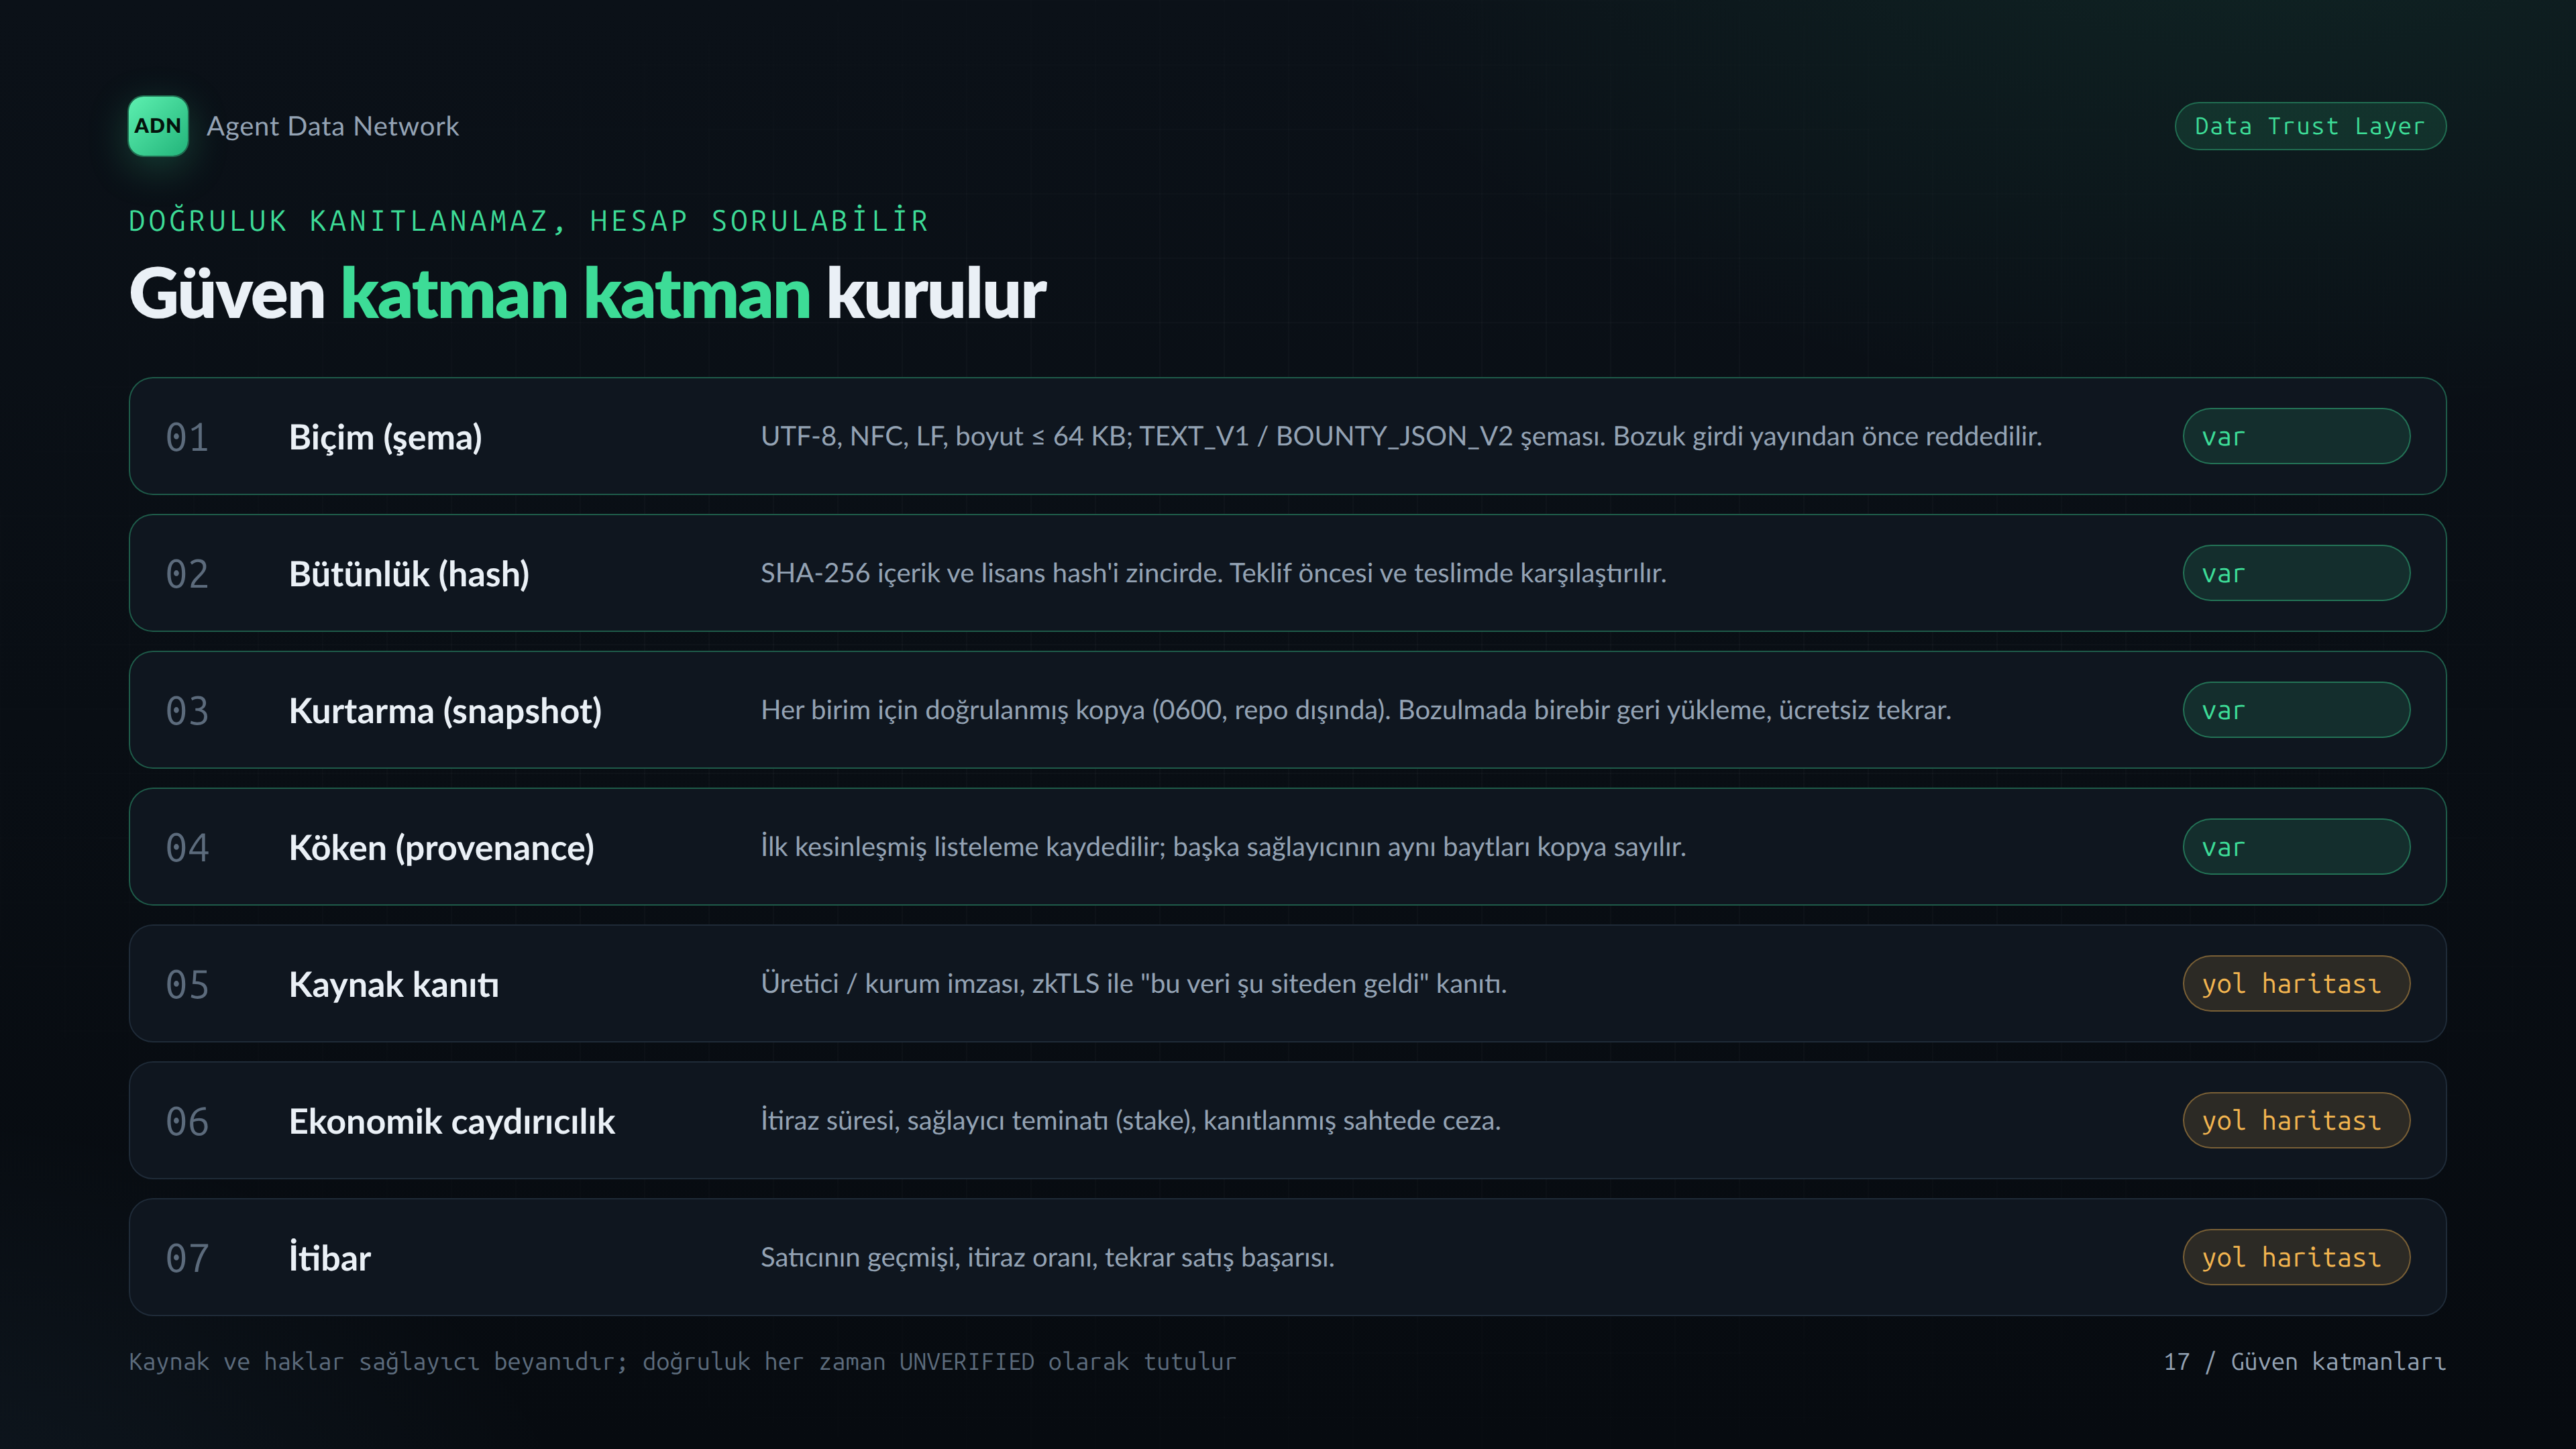 ADN Agent Data Network
Data Trust Layer
DOĞRULUK KANITLANAMAZ, HESAP SORULABİLİR
Güven katman katman kurulur
01 Biçim (şema) UTF-8, NFC, LF, boyut ≤ 64 KB; TEXT_V1 / BOUNTY_JSON_V2 şeması. Bozuk girdi yayından önce reddedilir. var
02 Bütünlük (hash) SHA-256 içerik ve lisans hash'i zincirde. Teklif öncesi ve teslimde karşılaştırılır. var
03 Kurtarma (snapshot) Her birim için doğrulanmış kopya (0600, repo dışında). Bozulmada birebir geri yükleme, ücretsiz tekrar. var
04 Köken (provenance) İlk kesinleşmiş listeleme kaydedilir; başka sağlayıcının aynı baytları kopya sayılır. var
05 Kaynak kanıtı Üretici / kurum imzası, zkTLS ile "bu veri şu siteden geldi" kanıtı. yol haritası
06 Ekonomik caydırıcılık İtiraz süresi, sağlayıcı teminatı (stake), kanıtlanmış sahtede ceza. yol haritası
07 İtibar Satıcının geçmişi, itiraz oranı, tekrar satış başarısı. yol haritası
Kaynak ve haklar sağlayıcı beyanıdır; doğruluk her zaman UNVERIFIED olarak tutulur
17 / Güven katmanları